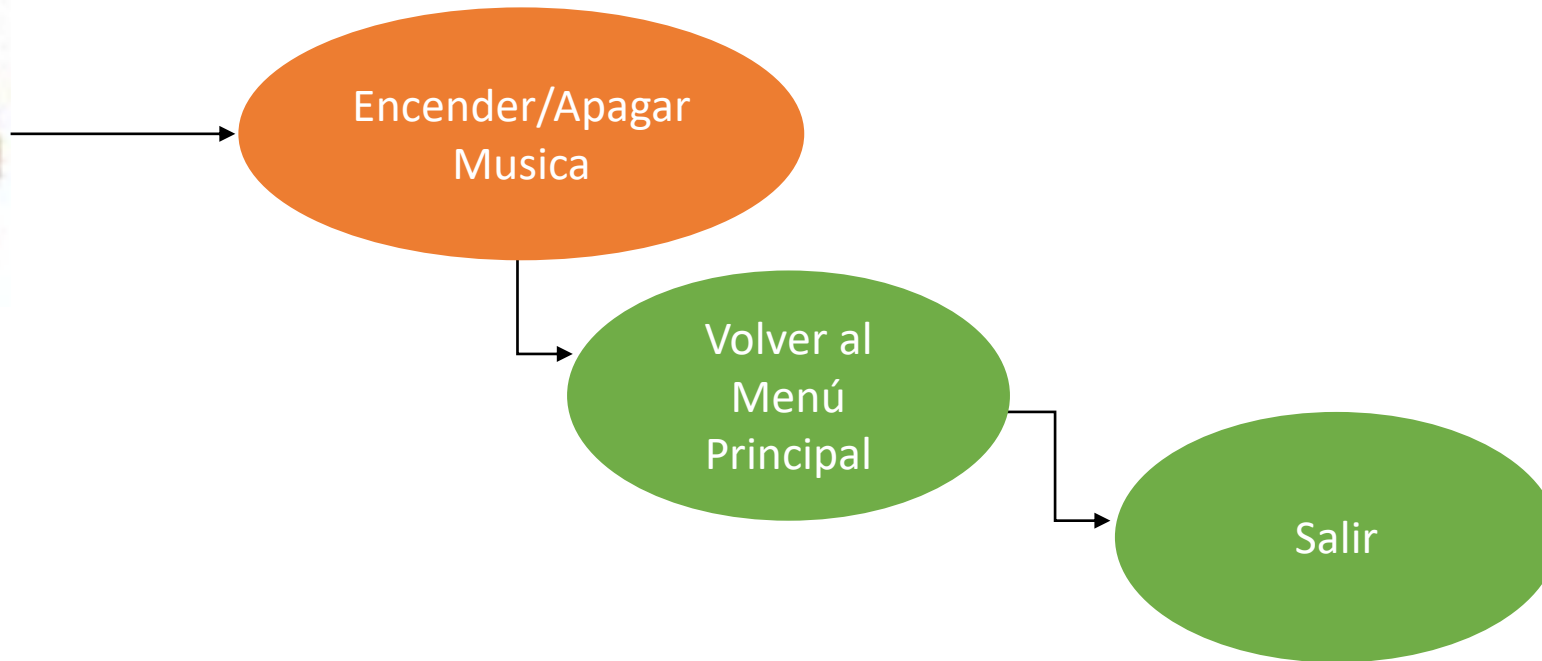 Encender/Apagar
Musica
Volver al
Menú
Principal
Salir